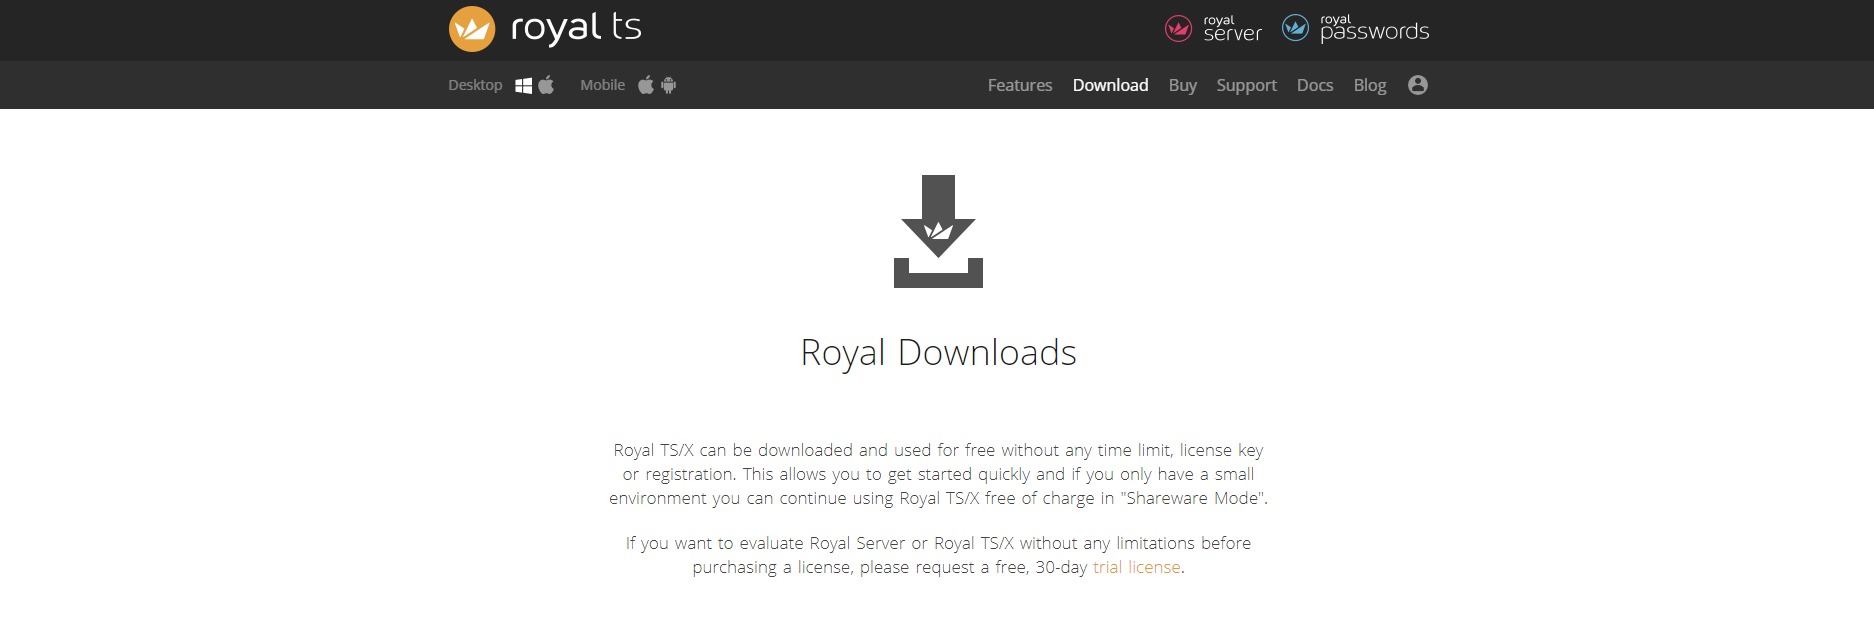 royal ts
royal server
royal passwords
Desktop Mobile Features Download Buy Support Docs Blog
Royal Downloads
Royal TS/X can be downloaded and used for free without any time limit, license key
or registration. This allows you to get started quickly and if you only have a small
environment you can continue using Royal TS/X free of charge in "Shareware Mode".
If you want to evaluate Royal Server or Royal TS/X without any limitations before
purchasing a license, please request a free, 30-day trial license.